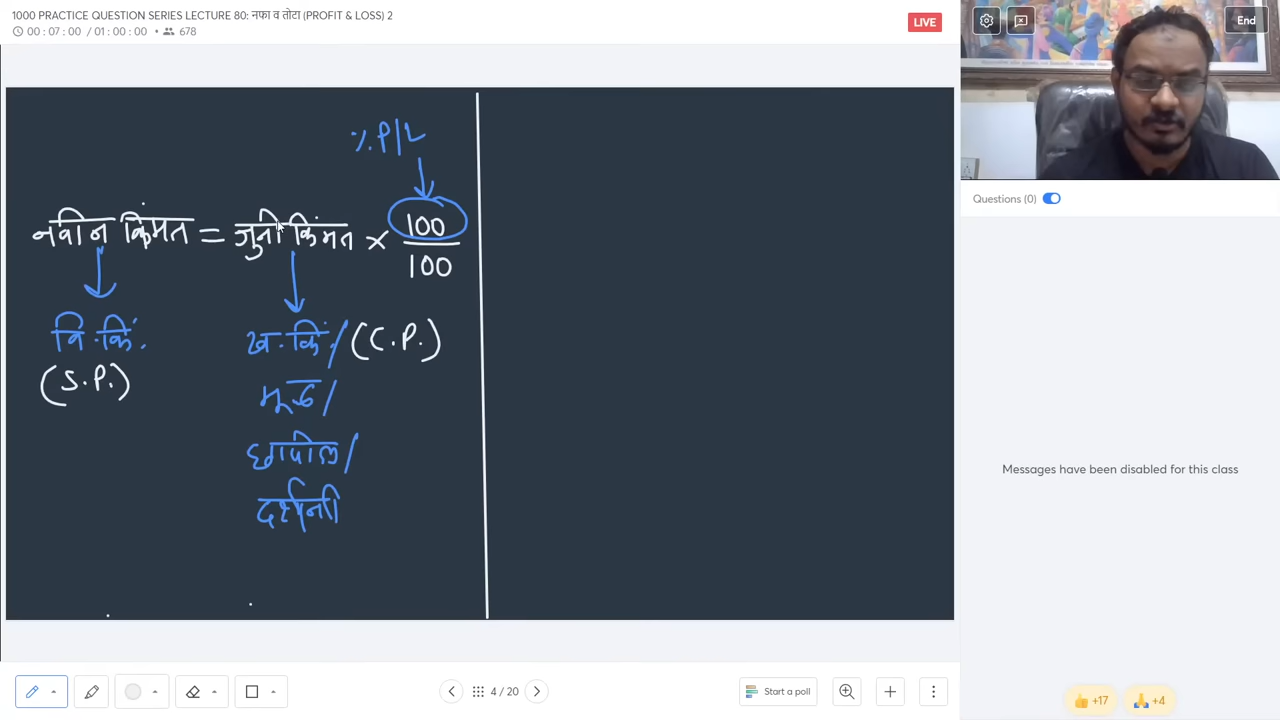 1000 PRACTICE QUESTION SERIES LECTURE 80: नफा व तोटा (PROFIT & LOSS) 2
00 : 07 : 00 / 01 : 00 : 00 • 678
LIVE
End
% P/L
नवीन किंमत = जुनी किंमत × 100
100
वि.किं.
(S.P.)
ख.किं./ (C.P.)
मूळ/
छापील/
दर्शनी
Questions (0)
Messages have been disabled for this class
4 / 20
Start a poll
+17
+4